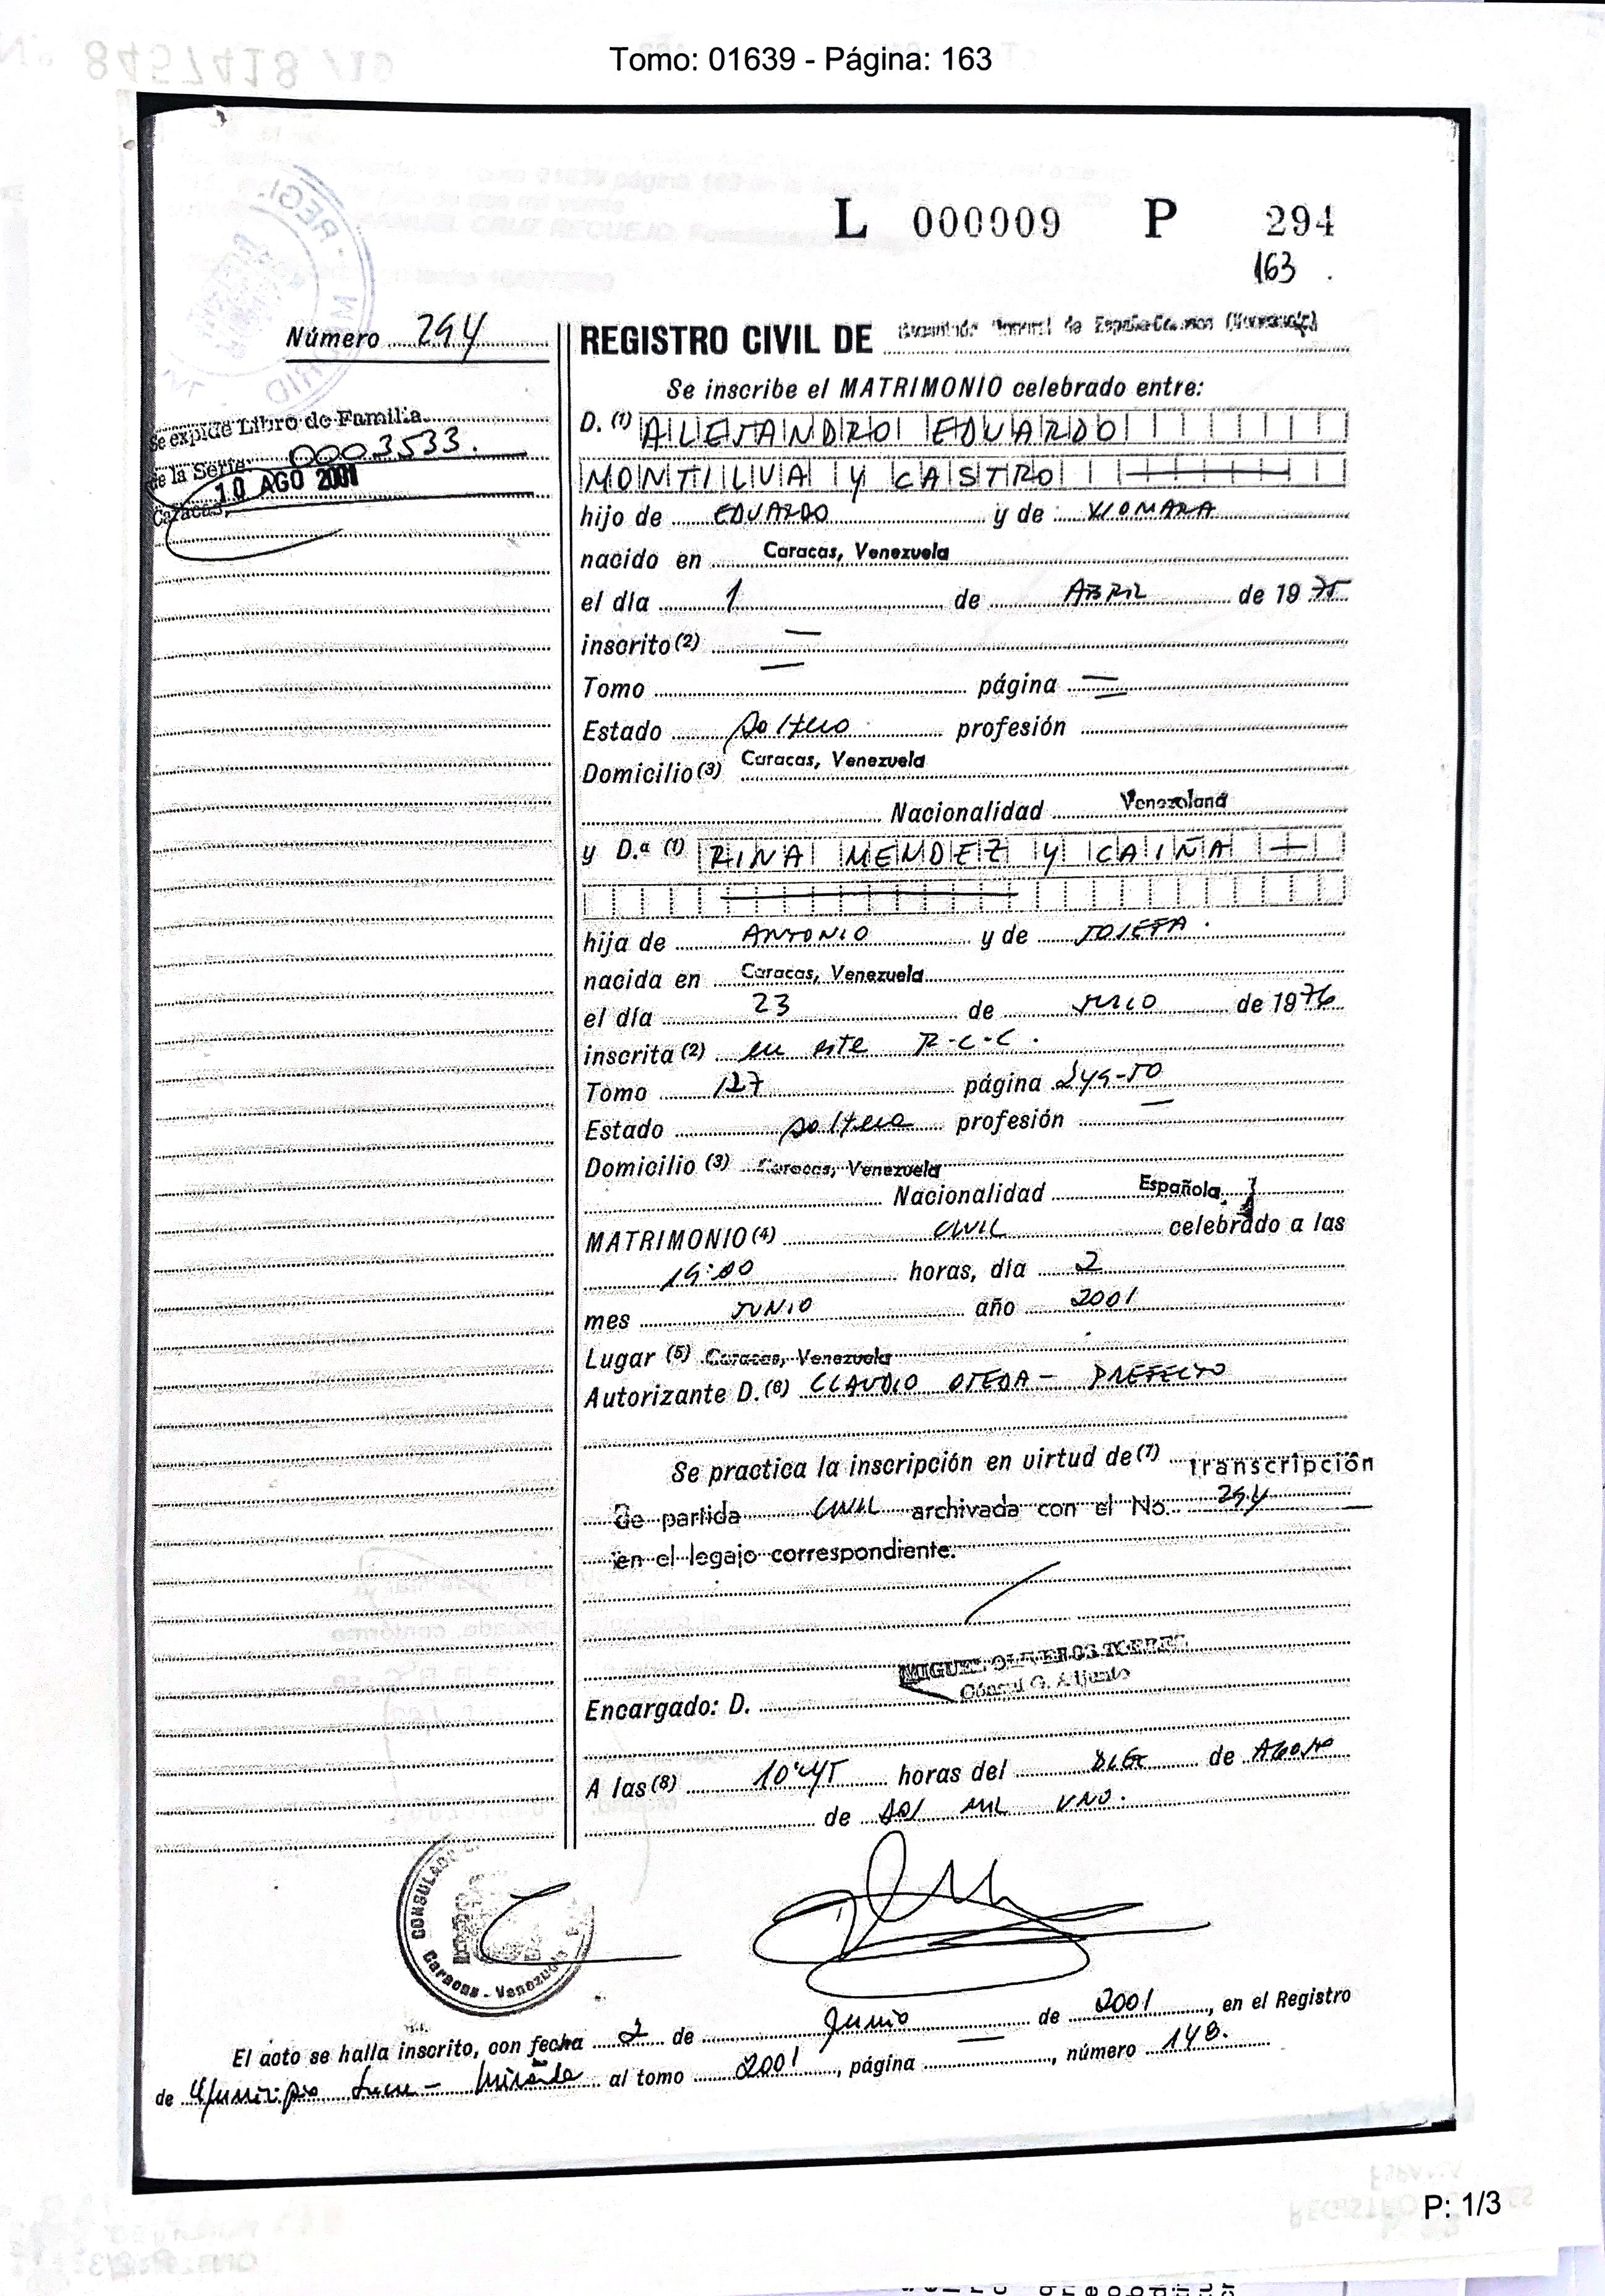 Tomo: 01639 - Página: 163
L 000009 P 294
163 .
Número 294
REGISTRO CIVIL DE Consulado General de España-Caracas (Venezuela)
Se inscribe el MATRIMONIO celebrado entre:
Se expide Libro de Familia
de la Serie 0003533.
10 AGO 2001
Caracas,
D. (1) ALEJANDRO EDUARDO
MONTILVA Y CASTRO
hijo de EDUARDO y de XIOMARA
nacido en Caracas, Venezuela
el día 1 de ABRIL de 1975
inscrito (2)
Tomo página
Estado soltero profesión
Domicilio (3) Caracas, Venezuela
Nacionalidad Venezolana
y D.ª (1) RINA MENDEZ Y CAIÑA
hija de ANTONIO y de JOSEFA.
nacida en Caracas, Venezuela
el día 23 de JULIO de 1976
inscrita (2) en este R.C.C.
Tomo 127 página 249-50
Estado soltera profesión
Domicilio (3) Caracas, Venezuela
Nacionalidad Española
MATRIMONIO (4) CIVIL celebrado a las
19:00 horas, día 2
mes JUNIO año 2001
Lugar (5) Caracas, Venezuela
Autorizante D. (6) CLAUDIO OJEDA - PREFECTO
Se practica la inscripción en virtud de (7) transcripción
de partida CIVIL archivada con el No. 294
en el legajo correspondiente.
MIGUEL OLIVEROS TORRES
Cónsul G. Adjunto
Encargado: D.
A las (8) 10:45 horas del DIEZ de AGOSTO
de DOS MIL UNO.
CONSULADO
Caracas - Venezuela
El acto se halla inscrito, con fecha 2 de Junio de 2001, en el Registro
de Municipio Sucre - Miranda al tomo 2001, página , número 148.
P: 1/3